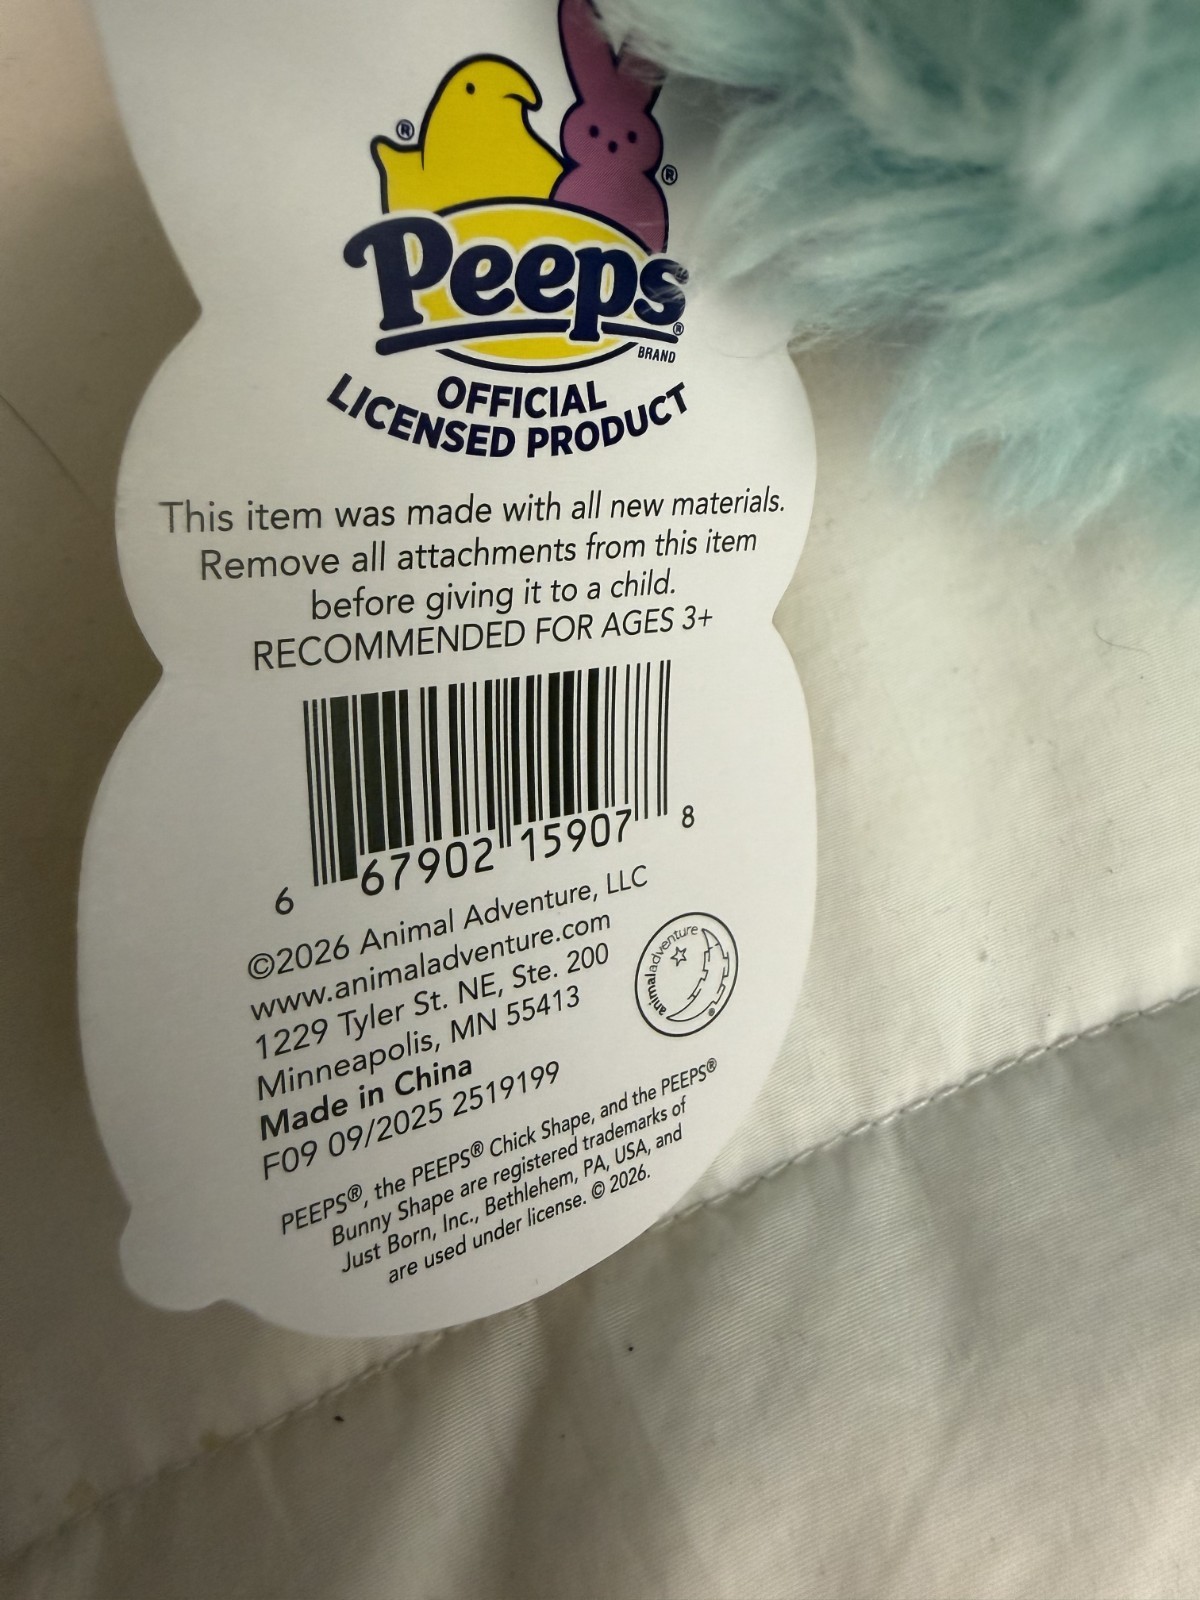 Peeps®
BRAND
OFFICIAL
LICENSED PRODUCT
This item was made with all new materials.
Remove all attachments from this item
before giving it to a child.
RECOMMENDED FOR AGES 3+
6 67902 15907 8
©2026 Animal Adventure, LLC
www.animaladventure.com
1229 Tyler St. NE, Ste. 200
Minneapolis, MN 55413
Made in China
F09 09/2025 2519199
animaladventure
PEEPS®, the PEEPS® Chick Shape, and the PEEPS®
Bunny Shape are registered trademarks of
Just Born, Inc., Bethlehem, PA, USA, and
are used under license. © 2026.